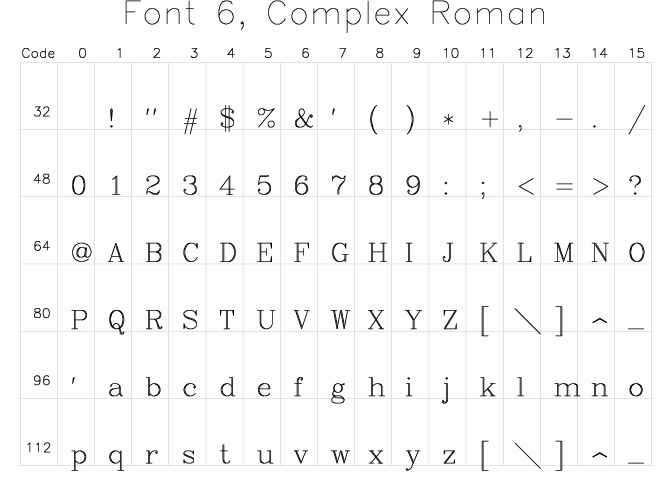 Font 6, Complex Roman
Code 0 1 2 3 4 5 6 7 8 9 10 11 12 13 14 15
32 ! " # $ % & ' ( ) * + , - . /
48 0 1 2 3 4 5 6 7 8 9 : ; < = > ?
64 @ A B C D E F G H I J K L M N O
80 P Q R S T U V W X Y Z [ \ ] ^ _
96 ' a b c d e f g h i j k l m n o
112 p q r s t u v w x y z [ \ ] ^ _